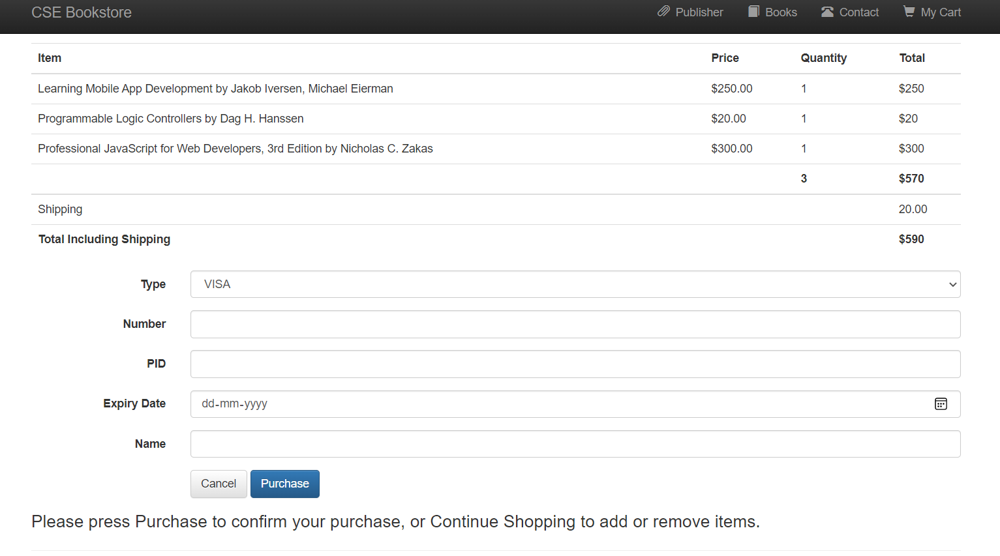 CSE Bookstore Publisher Books Contact My Cart
Item Price Quantity Total
Learning Mobile App Development by Jakob Iversen, Michael Eierman $250.00 1 $250
Programmable Logic Controllers by Dag H. Hanssen $20.00 1 $20
Professional JavaScript for Web Developers, 3rd Edition by Nicholas C. Zakas $300.00 1 $300
3 $570
Shipping 20.00
Total Including Shipping $590
Type VISA
Number
PID
Expiry Date dd-mm-yyyy
Name
Cancel Purchase
Please press Purchase to confirm your purchase, or Continue Shopping to add or remove items.